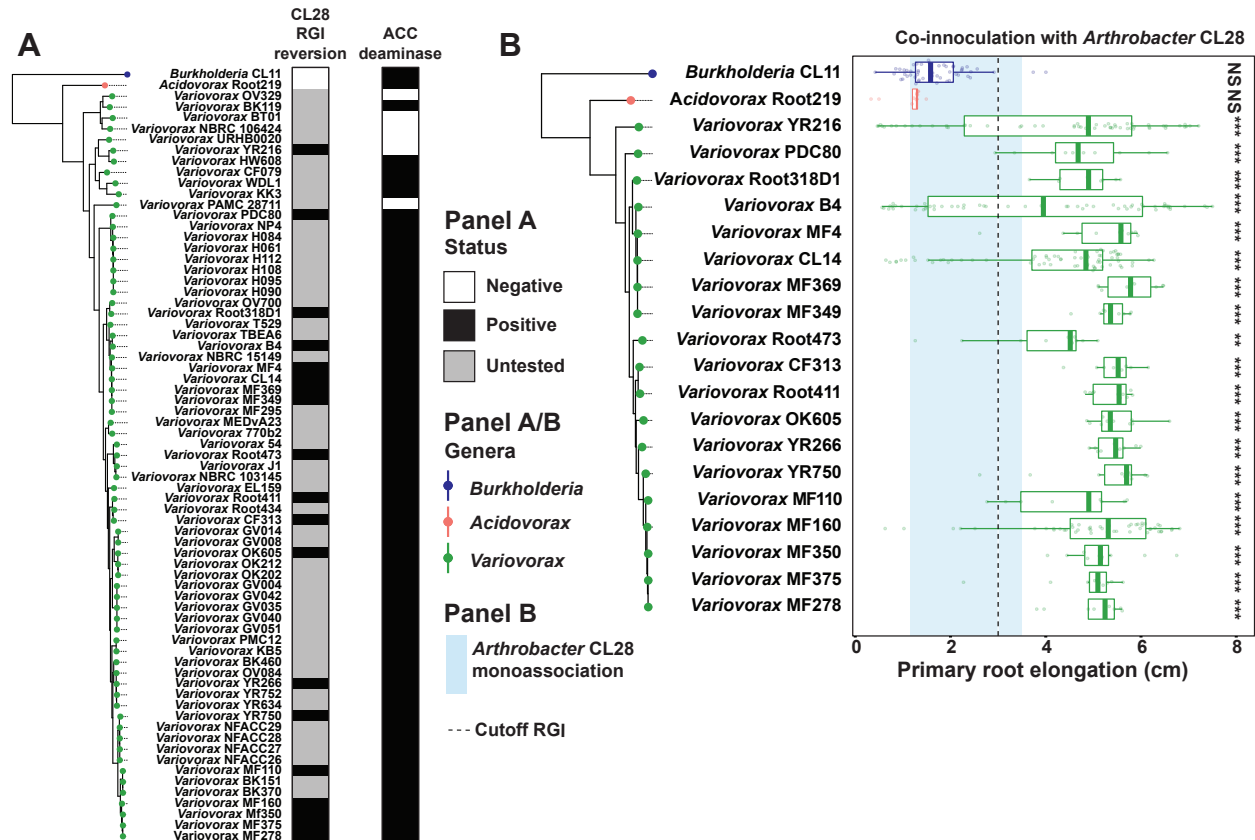 A
CL28
RGI
reversion
ACC
deaminase
Burkholderia CL11
Acidovorax Root219
Variovorax OV329
Variovorax BK119
Variovorax BT01
Variovorax NBRC 106424
Variovorax URHB0020
Variovorax YR216
Variovorax HW608
Variovorax CF079
Variovorax WDL1
Variovorax KK3
Variovorax PAMC 28711
Variovorax PDC80
Variovorax NP4
Variovorax H084
Variovorax H061
Variovorax H112
Variovorax H108
Variovorax H095
Variovorax H090
Variovorax OV700
Variovorax Root318D1
Variovorax T529
Variovorax TBEA6
Variovorax B4
Variovorax NBRC 15149
Variovorax MF4
Variovorax CL14
Variovorax MF369
Variovorax MF349
Variovorax MF295
Variovorax MEDvA23
Variovorax 770b2
Variovorax 54
Variovorax Root473
Variovorax J1
Variovorax NBRC 103145
Variovorax EL159
Variovorax Root411
Variovorax Root434
Variovorax CF313
Variovorax GV014
Variovorax GV008
Variovorax OK605
Variovorax OK212
Variovorax OK202
Variovorax GV004
Variovorax GV042
Variovorax GV035
Variovorax GV040
Variovorax GV051
Variovorax PMC12
Variovorax KB5
Variovorax BK460
Variovorax OV084
Variovorax YR266
Variovorax YR752
Variovorax YR634
Variovorax YR750
Variovorax NFACC29
Variovorax NFACC28
Variovorax NFACC27
Variovorax NFACC26
Variovorax MF110
Variovorax BK151
Variovorax BK370
Variovorax MF160
Variovorax Mf350
Variovorax MF375
Variovorax MF278
Panel A
Status
Negative
Positive
Untested
Panel A/B
Genera
Burkholderia
Acidovorax
Variovorax
Panel B
Arthrobacter CL28
monoassociation
Cutoff RGI
B
Co-innoculation with Arthrobacter CL28
Burkholderia CL11 NS
Acidovorax Root219 NS
Variovorax YR216 ***
Variovorax PDC80 ***
Variovorax Root318D1 ***
Variovorax B4 ***
Variovorax MF4 ***
Variovorax CL14 ***
Variovorax MF369 ***
Variovorax MF349 ***
Variovorax Root473 **
Variovorax CF313 ***
Variovorax Root411 ***
Variovorax OK605 ***
Variovorax YR266 ***
Variovorax YR750 ***
Variovorax MF110 ***
Variovorax MF160 ***
Variovorax MF350 ***
Variovorax MF375 ***
Variovorax MF278 ***
0 2 4 6 8
Primary root elongation (cm)